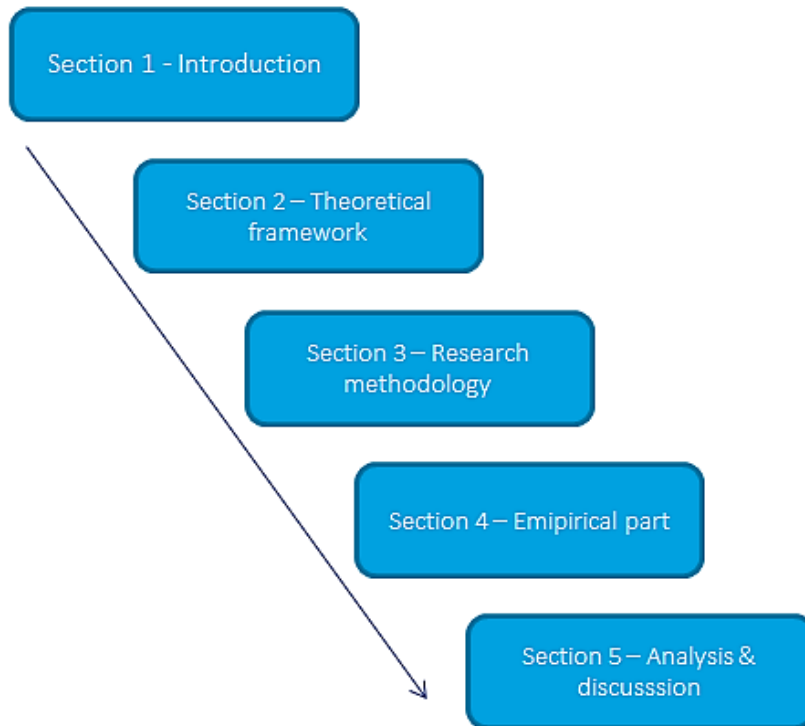 Section 1 - Introduction
Section 2 – Theoretical
framework
Section 3 – Research
methodology
Section 4 – Emipirical part
Section 5 – Analysis &
discusssion